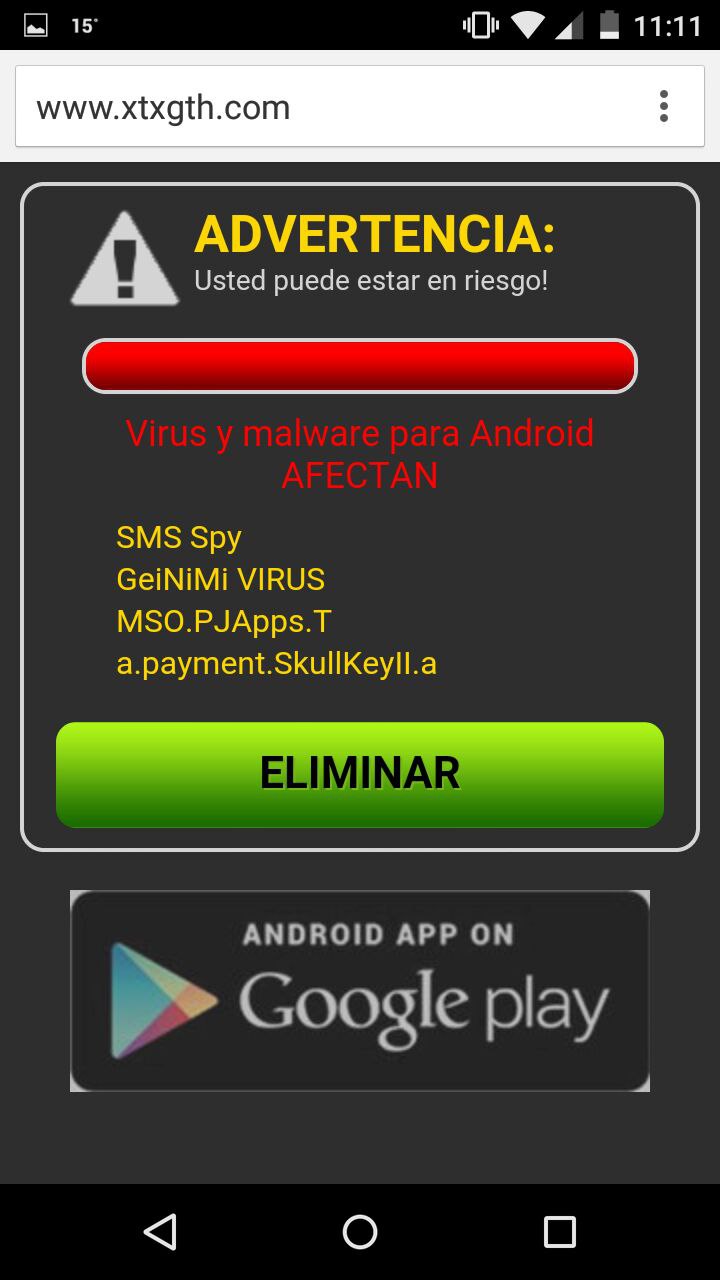 15°
11:11
www.xtxgth.com
ADVERTENCIA:
Usted puede estar en riesgo!
Virus y malware para Android
AFECTAN
SMS Spy
GeiNiMi VIRUS
MSO.PJApps.T
a.payment.SkullKeyII.a
ELIMINAR
ANDROID APP ON
Google play